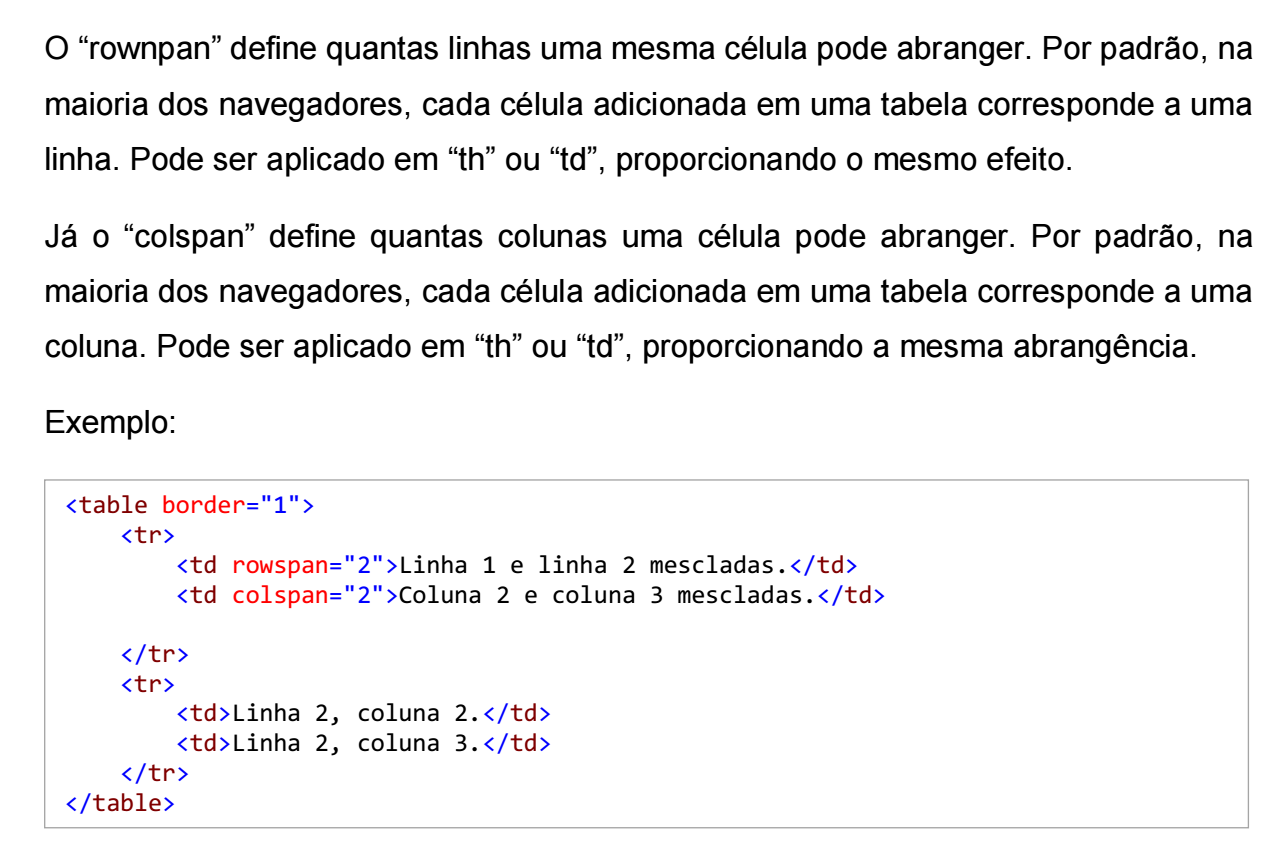 O “rownpan” define quantas linhas uma mesma célula pode abranger. Por padrão, na
maioria dos navegadores, cada célula adicionada em uma tabela corresponde a uma
linha. Pode ser aplicado em “th” ou “td”, proporcionando o mesmo efeito.
Já o “colspan” define quantas colunas uma célula pode abranger. Por padrão, na
maioria dos navegadores, cada célula adicionada em uma tabela corresponde a uma
coluna. Pode ser aplicado em “th” ou “td”, proporcionando a mesma abrangência.
Exemplo:
<table border="1">
    <tr>
        <td rowspan="2">Linha 1 e linha 2 mescladas.</td>
        <td colspan="2">Coluna 2 e coluna 3 mescladas.</td>
    </tr>
    <tr>
        <td>Linha 2, coluna 2.</td>
        <td>Linha 2, coluna 3.</td>
    </tr>
</table>